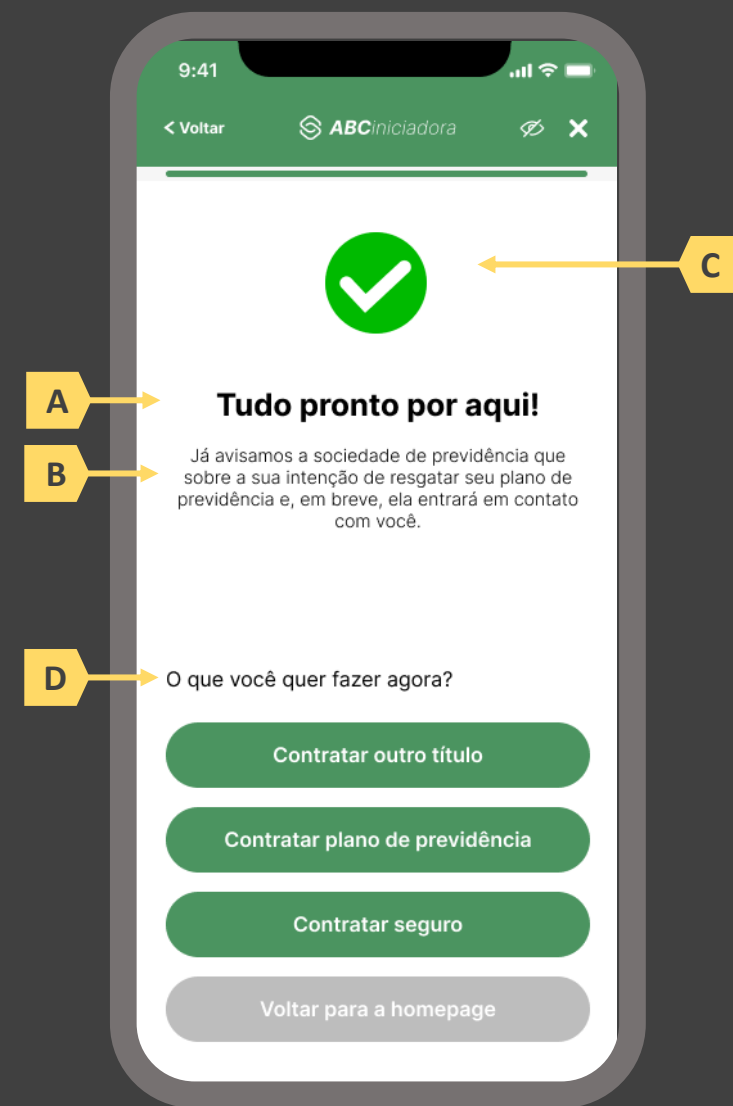 9:41
< Voltar
ABCiniciadora
C
A
Tudo pronto por aqui!
B
Já avisamos a sociedade de previdência que
sobre a sua intenção de resgatar seu plano de
previdência e, em breve, ela entrará em contato
com você.
D
O que você quer fazer agora?
Contratar outro título
Contratar plano de previdência
Contratar seguro
Voltar para a homepage